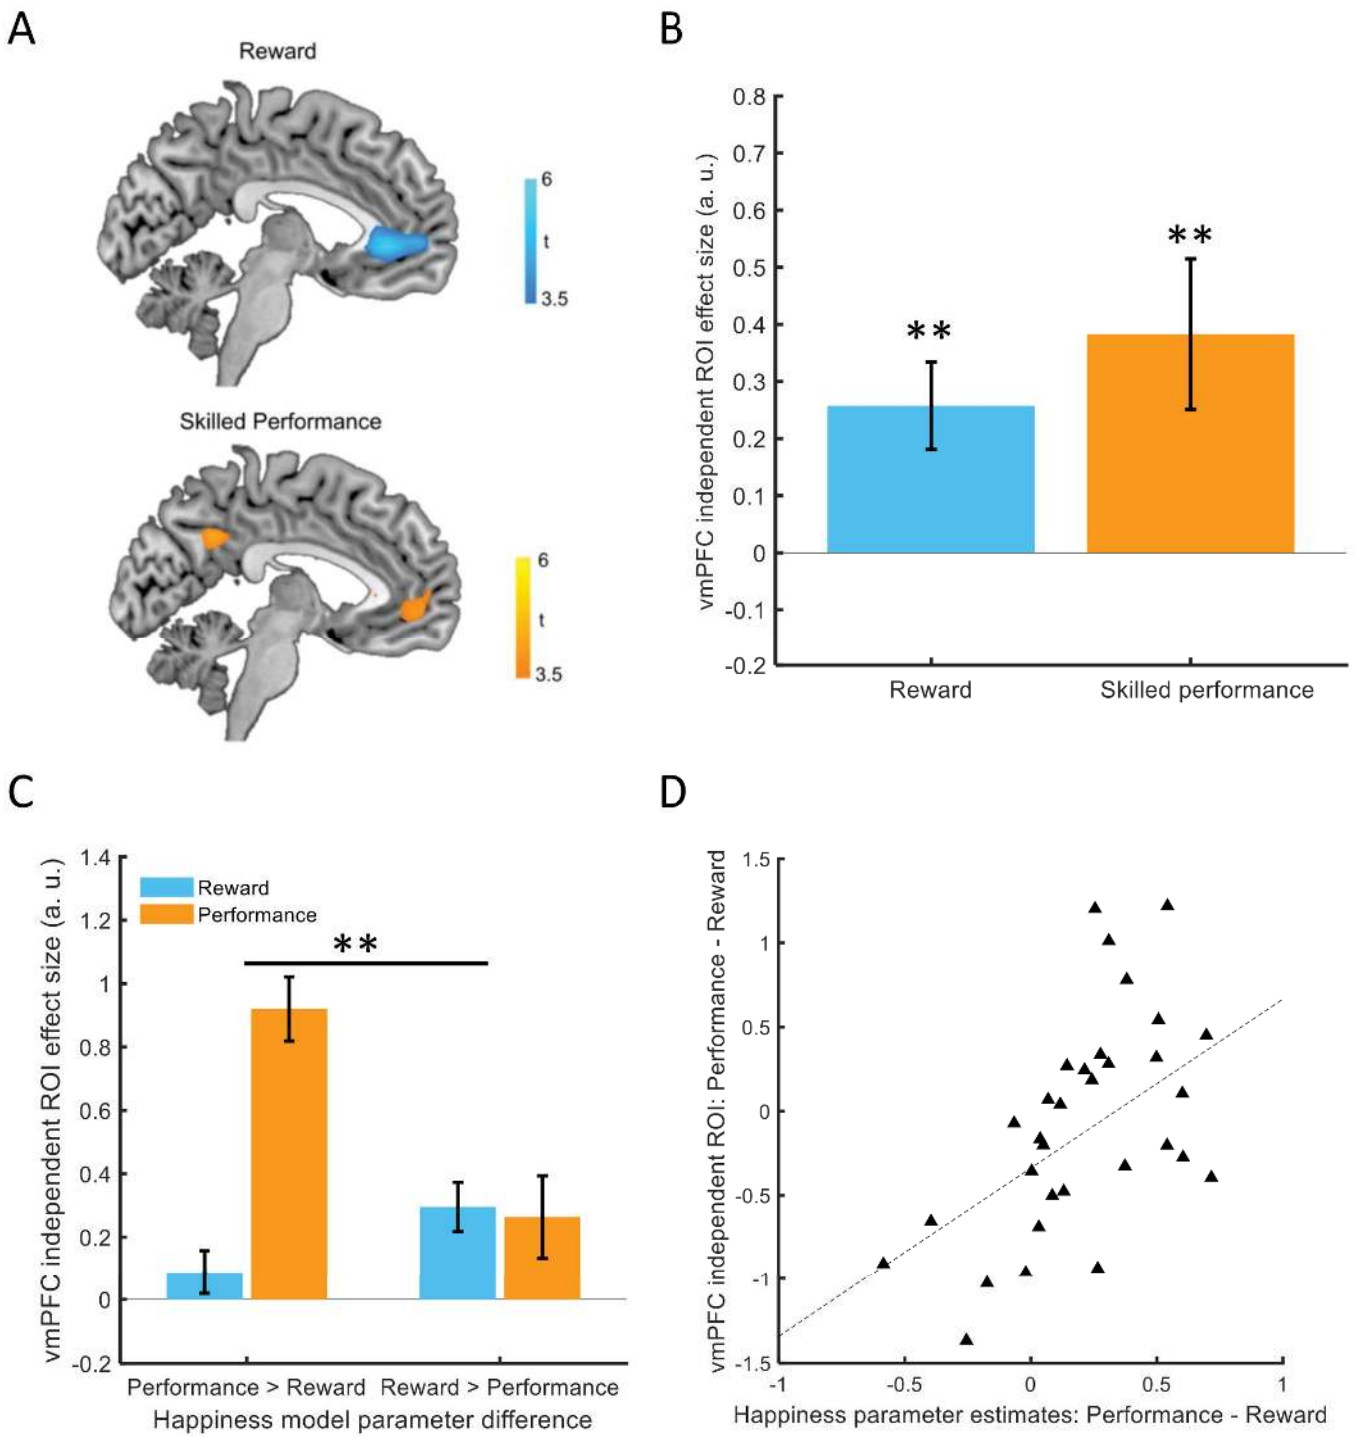 A
Reward
6
t
3.5
Skilled Performance
6
t
3.5
B
vmPFC independent ROI effect size (a. u.)
0.8
0.7
0.6
0.5
0.4
0.3
0.2
0.1
0
-0.1
-0.2
**
**
Reward
Skilled performance
C
vmPFC independent ROI effect size (a. u.)
1.4
1.2
1
0.8
0.6
0.4
0.2
0
-0.2
Reward
Performance
**
Performance > Reward
Reward > Performance
Happiness model parameter difference
D
vmPFC independent ROI: Performance - Reward
1.5
1
0.5
0
-0.5
-1
-1.5
-1
-0.5
0
0.5
1
Happiness parameter estimates: Performance - Reward